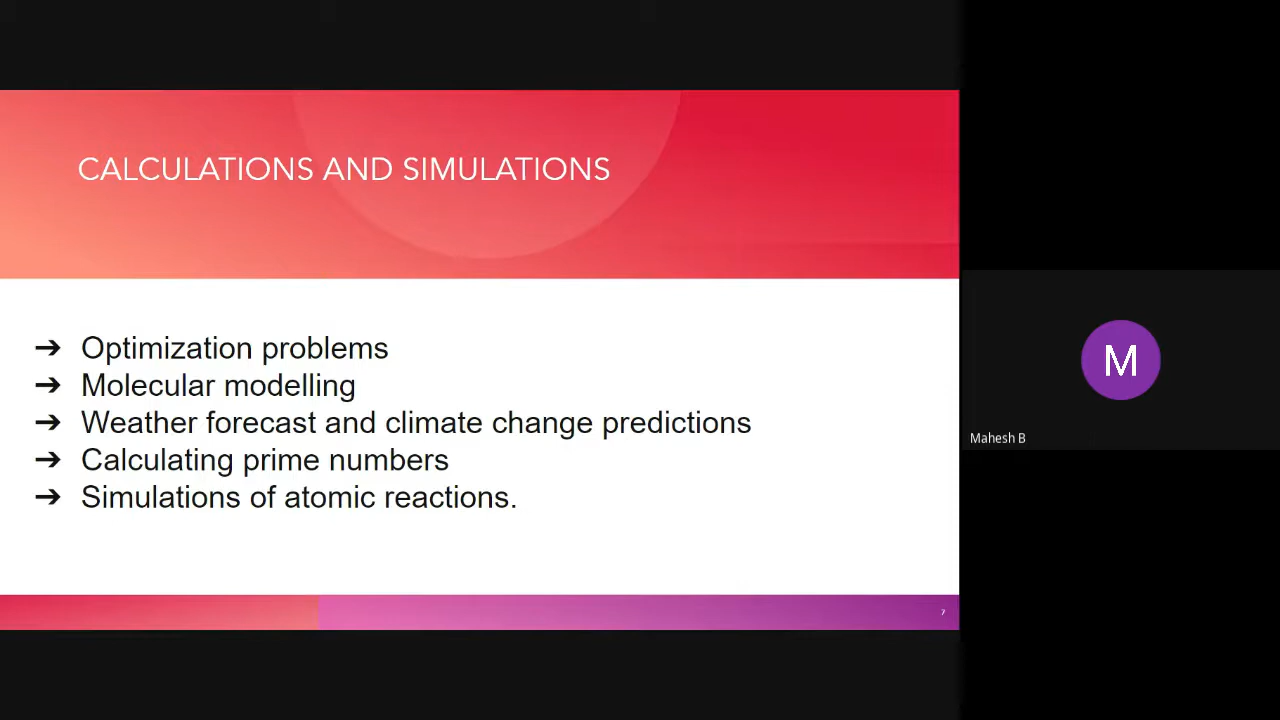 CALCULATIONS AND SIMULATIONS
➔ Optimization problems
➔ Molecular modelling
➔ Weather forecast and climate change predictions
➔ Calculating prime numbers
➔ Simulations of atomic reactions.
7
M
Mahesh B